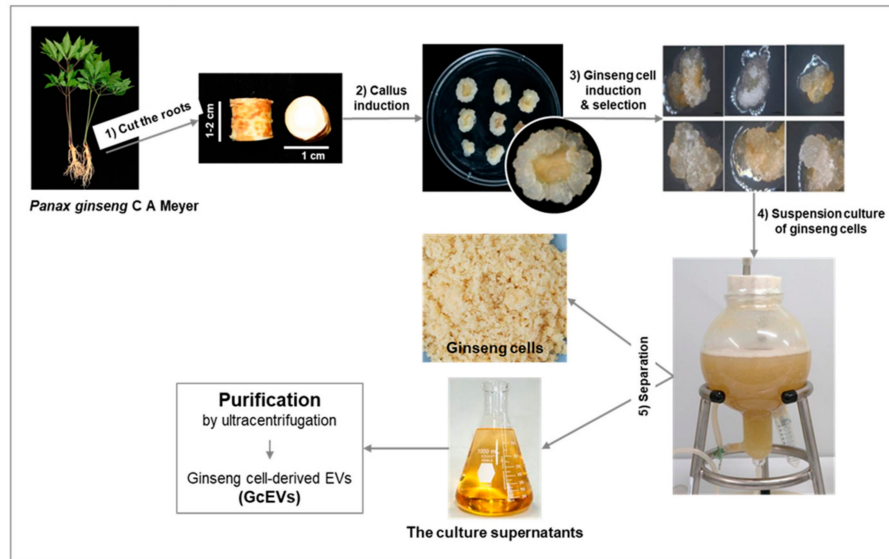 1) Cut the roots
Panax ginseng C A Meyer
1-2 cm
1 cm
2) Callus
induction
3) Ginseng cell
induction
& selection
4) Suspension culture
of ginseng cells
5) Separation
Ginseng cells
1000 mL
The culture supernatants
Purification
by ultracentrifugation
Ginseng cell-derived EVs
(GcEVs)